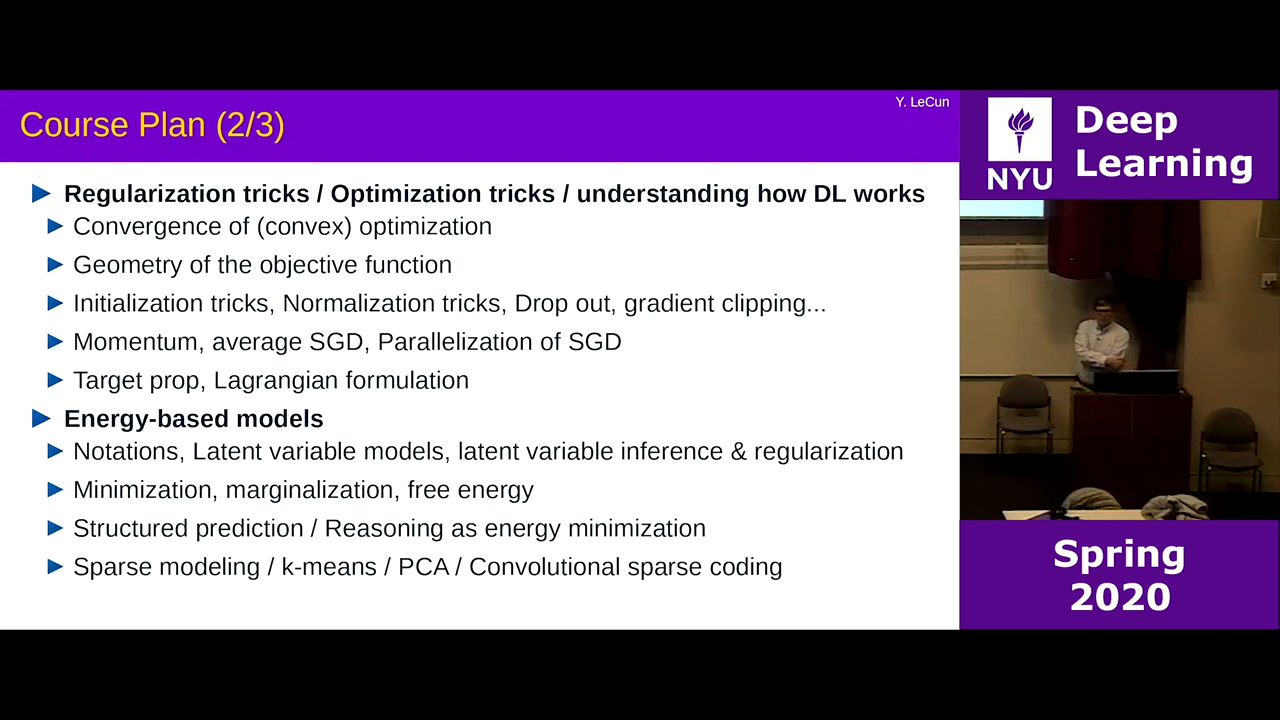 Y. LeCun
Course Plan (2/3)
Regularization tricks / Optimization tricks / understanding how DL works
Convergence of (convex) optimization
Geometry of the objective function
Initialization tricks, Normalization tricks, Drop out, gradient clipping...
Momentum, average SGD, Parallelization of SGD
Target prop, Lagrangian formulation
Energy-based models
Notations, Latent variable models, latent variable inference & regularization
Minimization, marginalization, free energy
Structured prediction / Reasoning as energy minimization
Sparse modeling / k-means / PCA / Convolutional sparse coding
NYU
Deep
Learning
Spring
2020